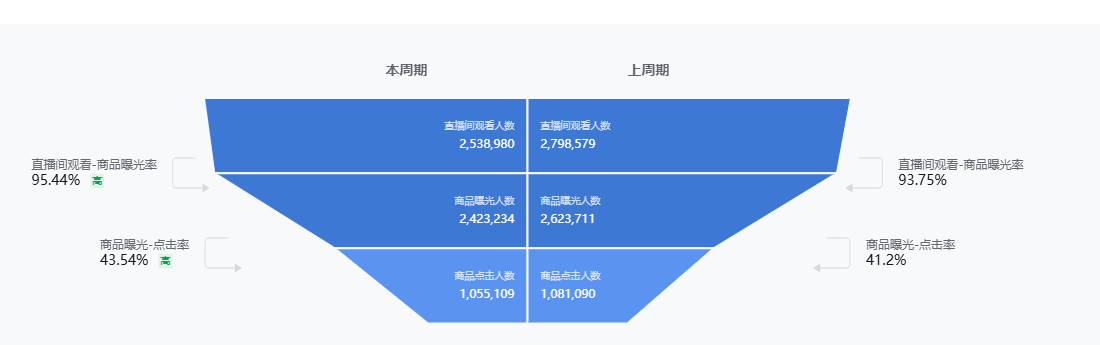 本周期
上周期
直播间观看人数
2,538,980
直播间观看人数
2,798,579
直播间观看-商品曝光率
95.44% 高
直播间观看-商品曝光率
93.75%
商品曝光人数
2,423,234
商品曝光人数
2,623,711
商品曝光-点击率
43.54% 高
商品曝光-点击率
41.2%
商品点击人数
1,055,109
商品点击人数
1,081,090